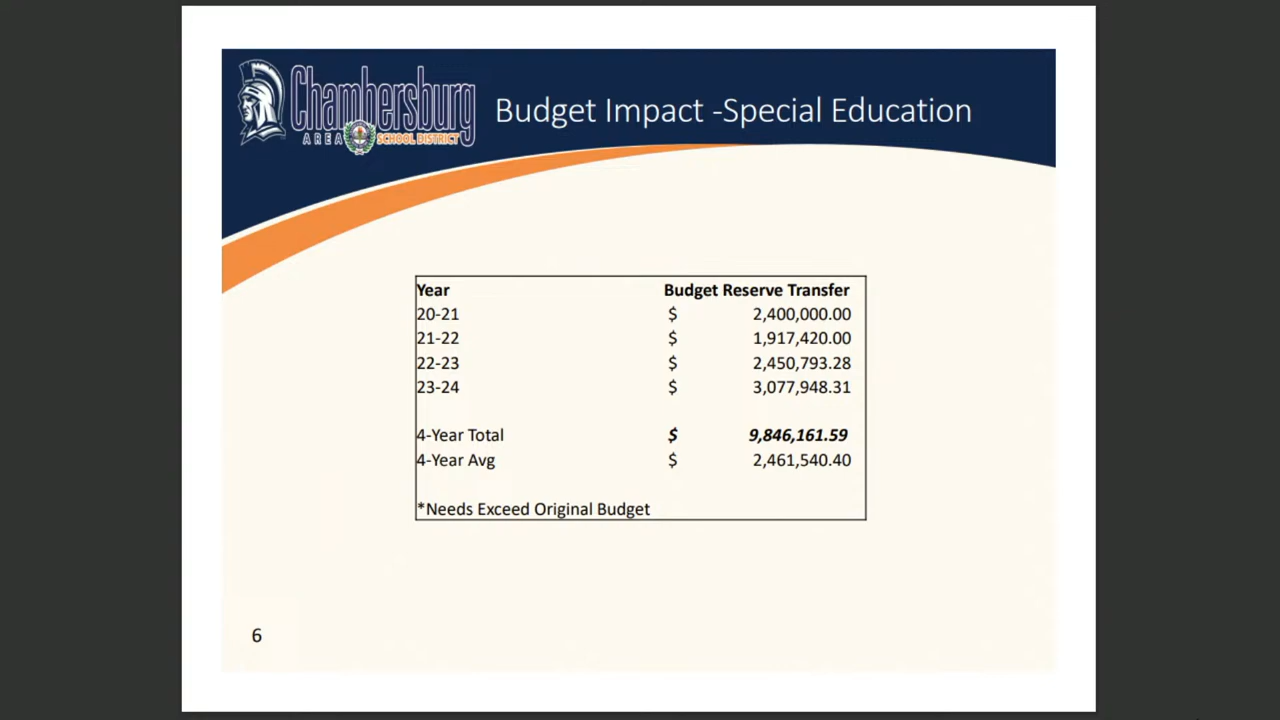 Chambersburg
AREA SCHOOL DISTRICT
Budget Impact -Special Education
Year Budget Reserve Transfer
20-21 $ 2,400,000.00
21-22 $ 1,917,420.00
22-23 $ 2,450,793.28
23-24 $ 3,077,948.31
4-Year Total $ 9,846,161.59
4-Year Avg $ 2,461,540.40
*Needs Exceed Original Budget
6